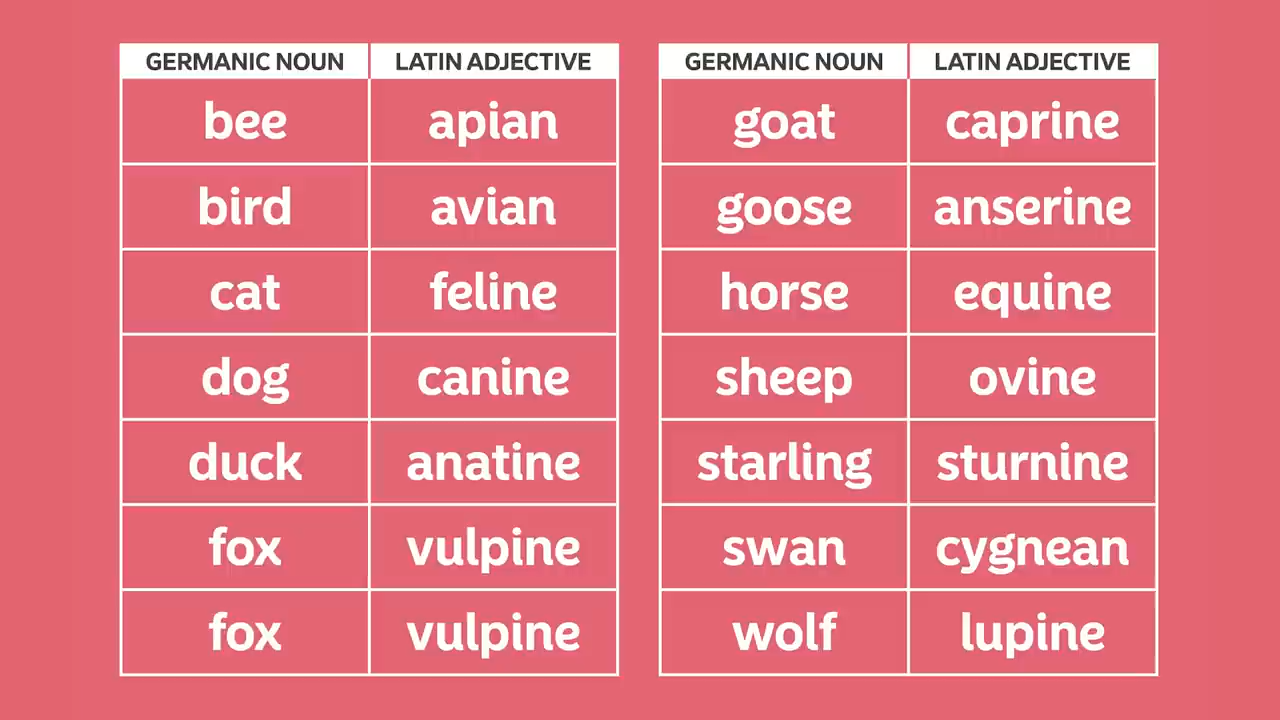 GERMANIC NOUN LATIN ADJECTIVE
bee apian
bird avian
cat feline
dog canine
duck anatine
fox vulpine
fox vulpine
GERMANIC NOUN LATIN ADJECTIVE
goat caprine
goose anserine
horse equine
sheep ovine
starling sturnine
swan cygnean
wolf lupine